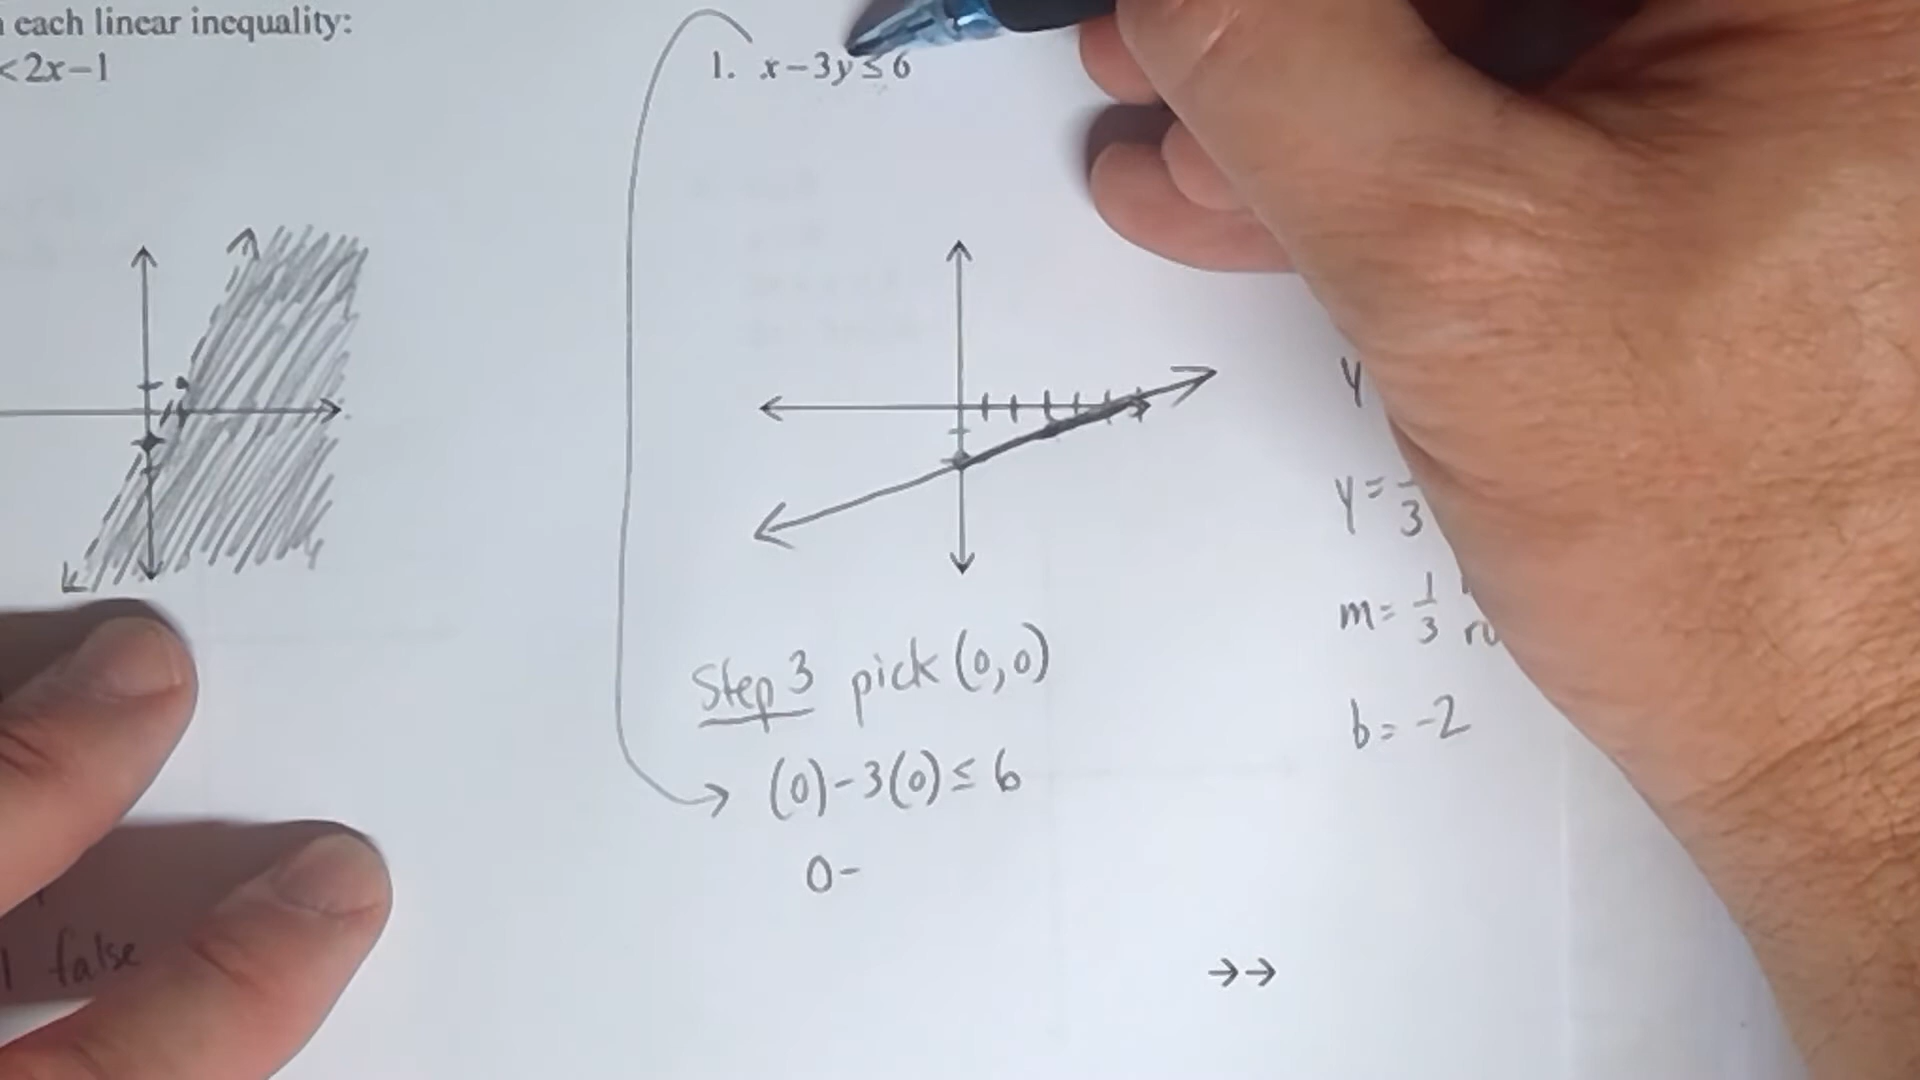 each linear inequality:
<2x-1
1. x-3y≤6
y
y=  /3
m= 1/3
b= -2
Step 3 pick (0,0)
→ (0)-3(0)≤ 6
0-
false
→→